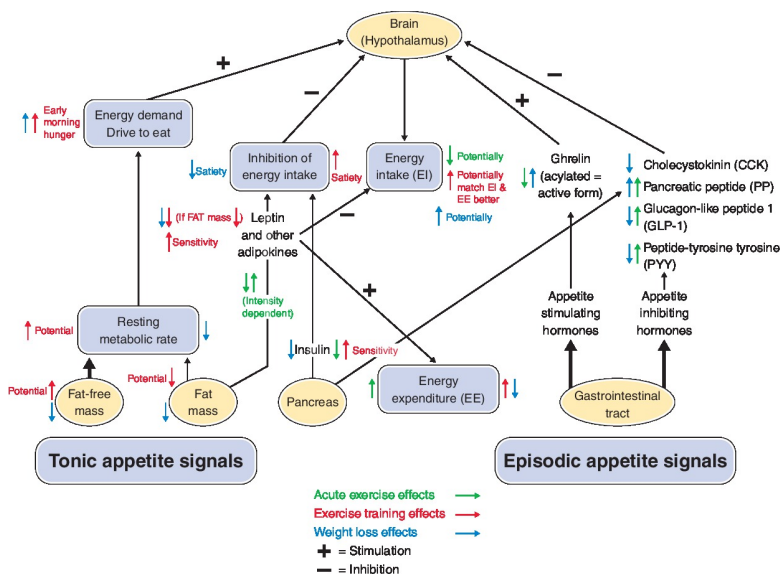 Brain
(Hypothalamus)
+
−
+
−
Early
morning
hunger
Energy demand
Drive to eat
Satiety
Inhibition of
energy intake
Satiety
Energy
intake (EI)
Potentially
Potentially
match EI &
EE better
Potentially
Ghrelin
(acylated =
active form)
Cholecystokinin (CCK)
Pancreatic peptide (PP)
Glucagon-like peptide 1
(GLP-1)
Peptide-tyrosine tyrosine
(PYY)
(If FAT mass)
Sensitivity
Leptin
and other
adipokines
−
+
(Intensity
dependent)
Appetite
stimulating
hormones
Appetite
inhibiting
hormones
Potential
Resting
metabolic rate
Insulin
Sensitivity
Potential
Fat-free
mass
Potential
Fat
mass
Pancreas
Energy
expenditure (EE)
Gastrointestinal
tract
Tonic appetite signals
Episodic appetite signals
Acute exercise effects
Exercise training effects
Weight loss effects
+ = Stimulation
− = Inhibition